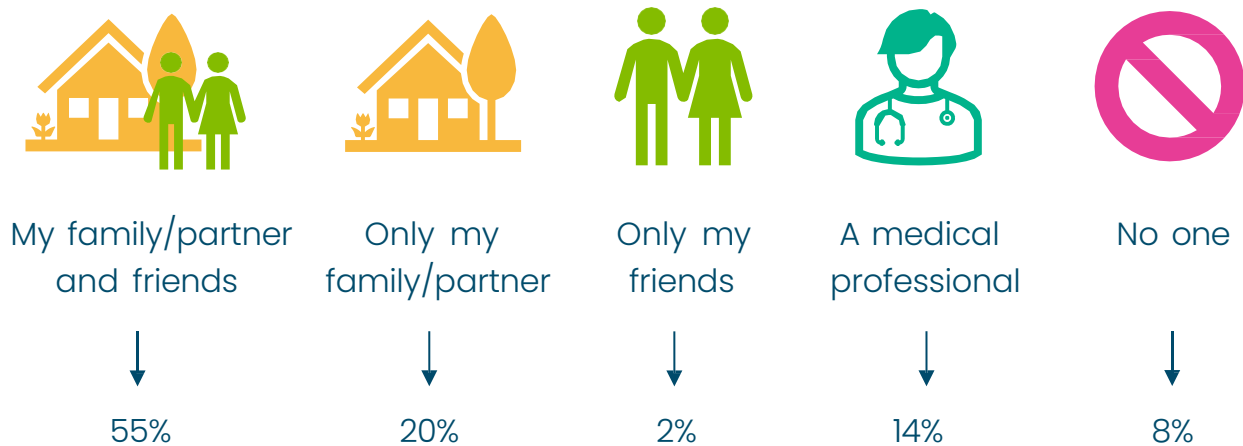 My family/partner
and friends
55%
Only my
family/partner
20%
Only my
friends
2%
A medical
professional
14%
No one
8%